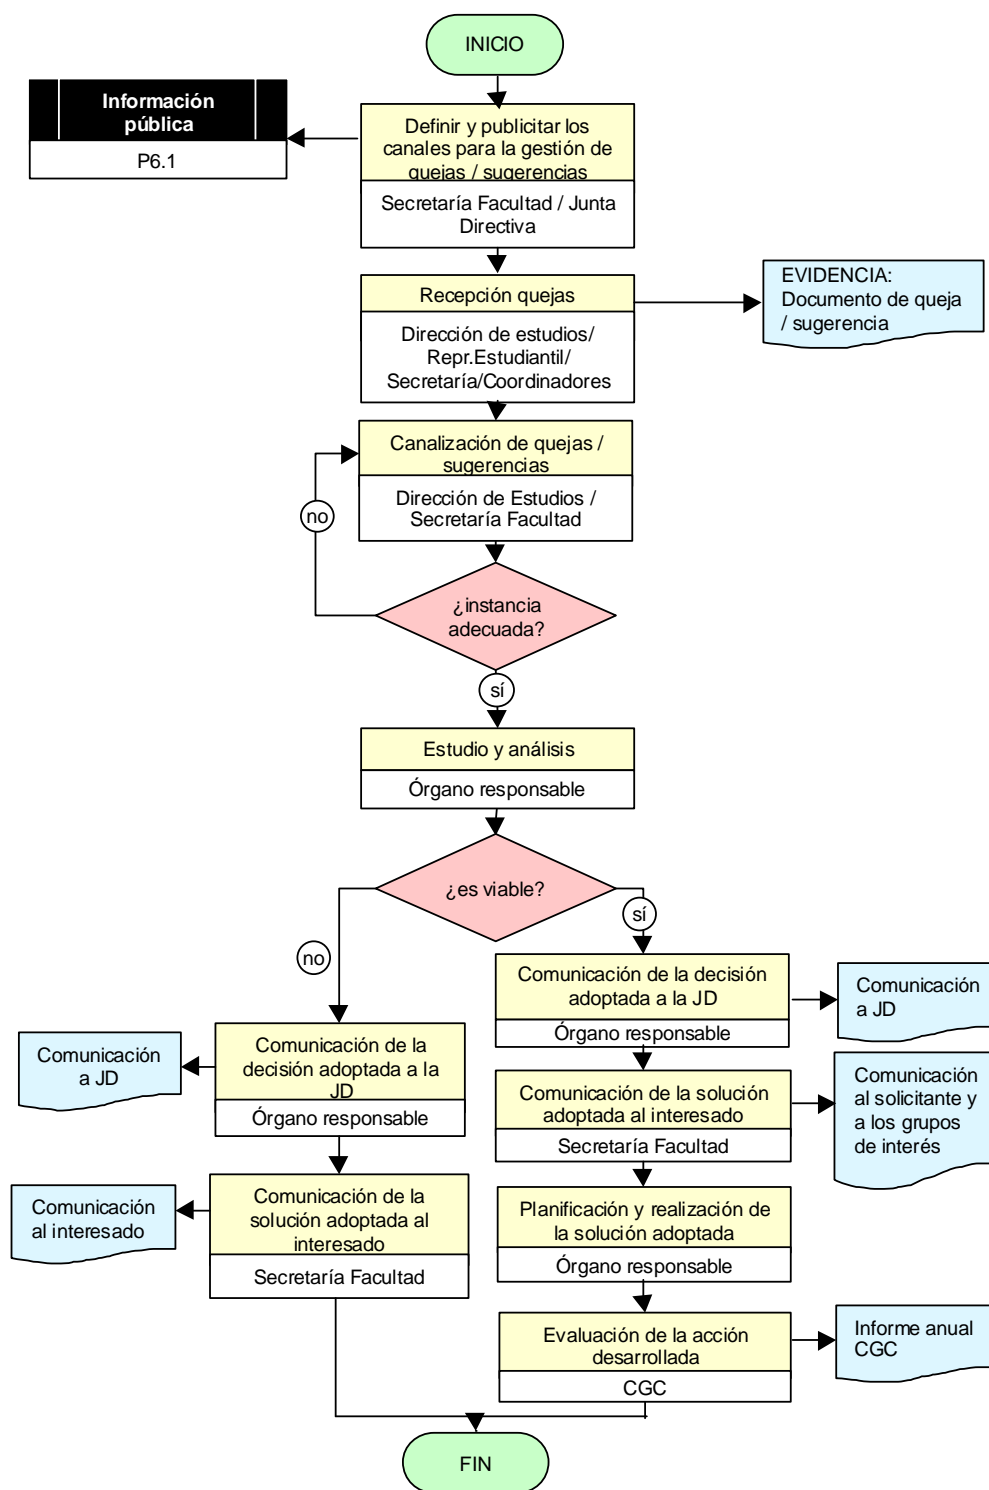 INICIO
Información
pública
P6.1
Definir y publicitar los
canales para la gestión de
quejas / sugerencias
Secretaría Facultad / Junta
Directiva
Recepción quejas
Dirección de estudios/
Repr.Estudiantil/
Secretaría/Coordinadores
EVIDENCIA:
Documento de queja
/ sugerencia
Canalización de quejas /
sugerencias
Dirección de Estudios /
Secretaría Facultad
no
¿instancia
adecuada?
sí
Estudio y análisis
Órgano responsable
¿es viable?
sí
no
Comunicación de la decisión
adoptada a la JD
Órgano responsable
Comunicación
a JD
Comunicación de la
decisión adoptada a la
JD
Órgano responsable
Comunicación
a JD
Comunicación de la solución
adoptada al interesado
Secretaría Facultad
Comunicación
al solicitante y
a los grupos
de interés
Comunicación de la
solución adoptada al
interesado
Secretaría Facultad
Comunicación
al interesado
Planificación y realización de
la solución adoptada
Órgano responsable
Evaluación de la acción
desarrollada
CGC
Informe anual
CGC
FIN